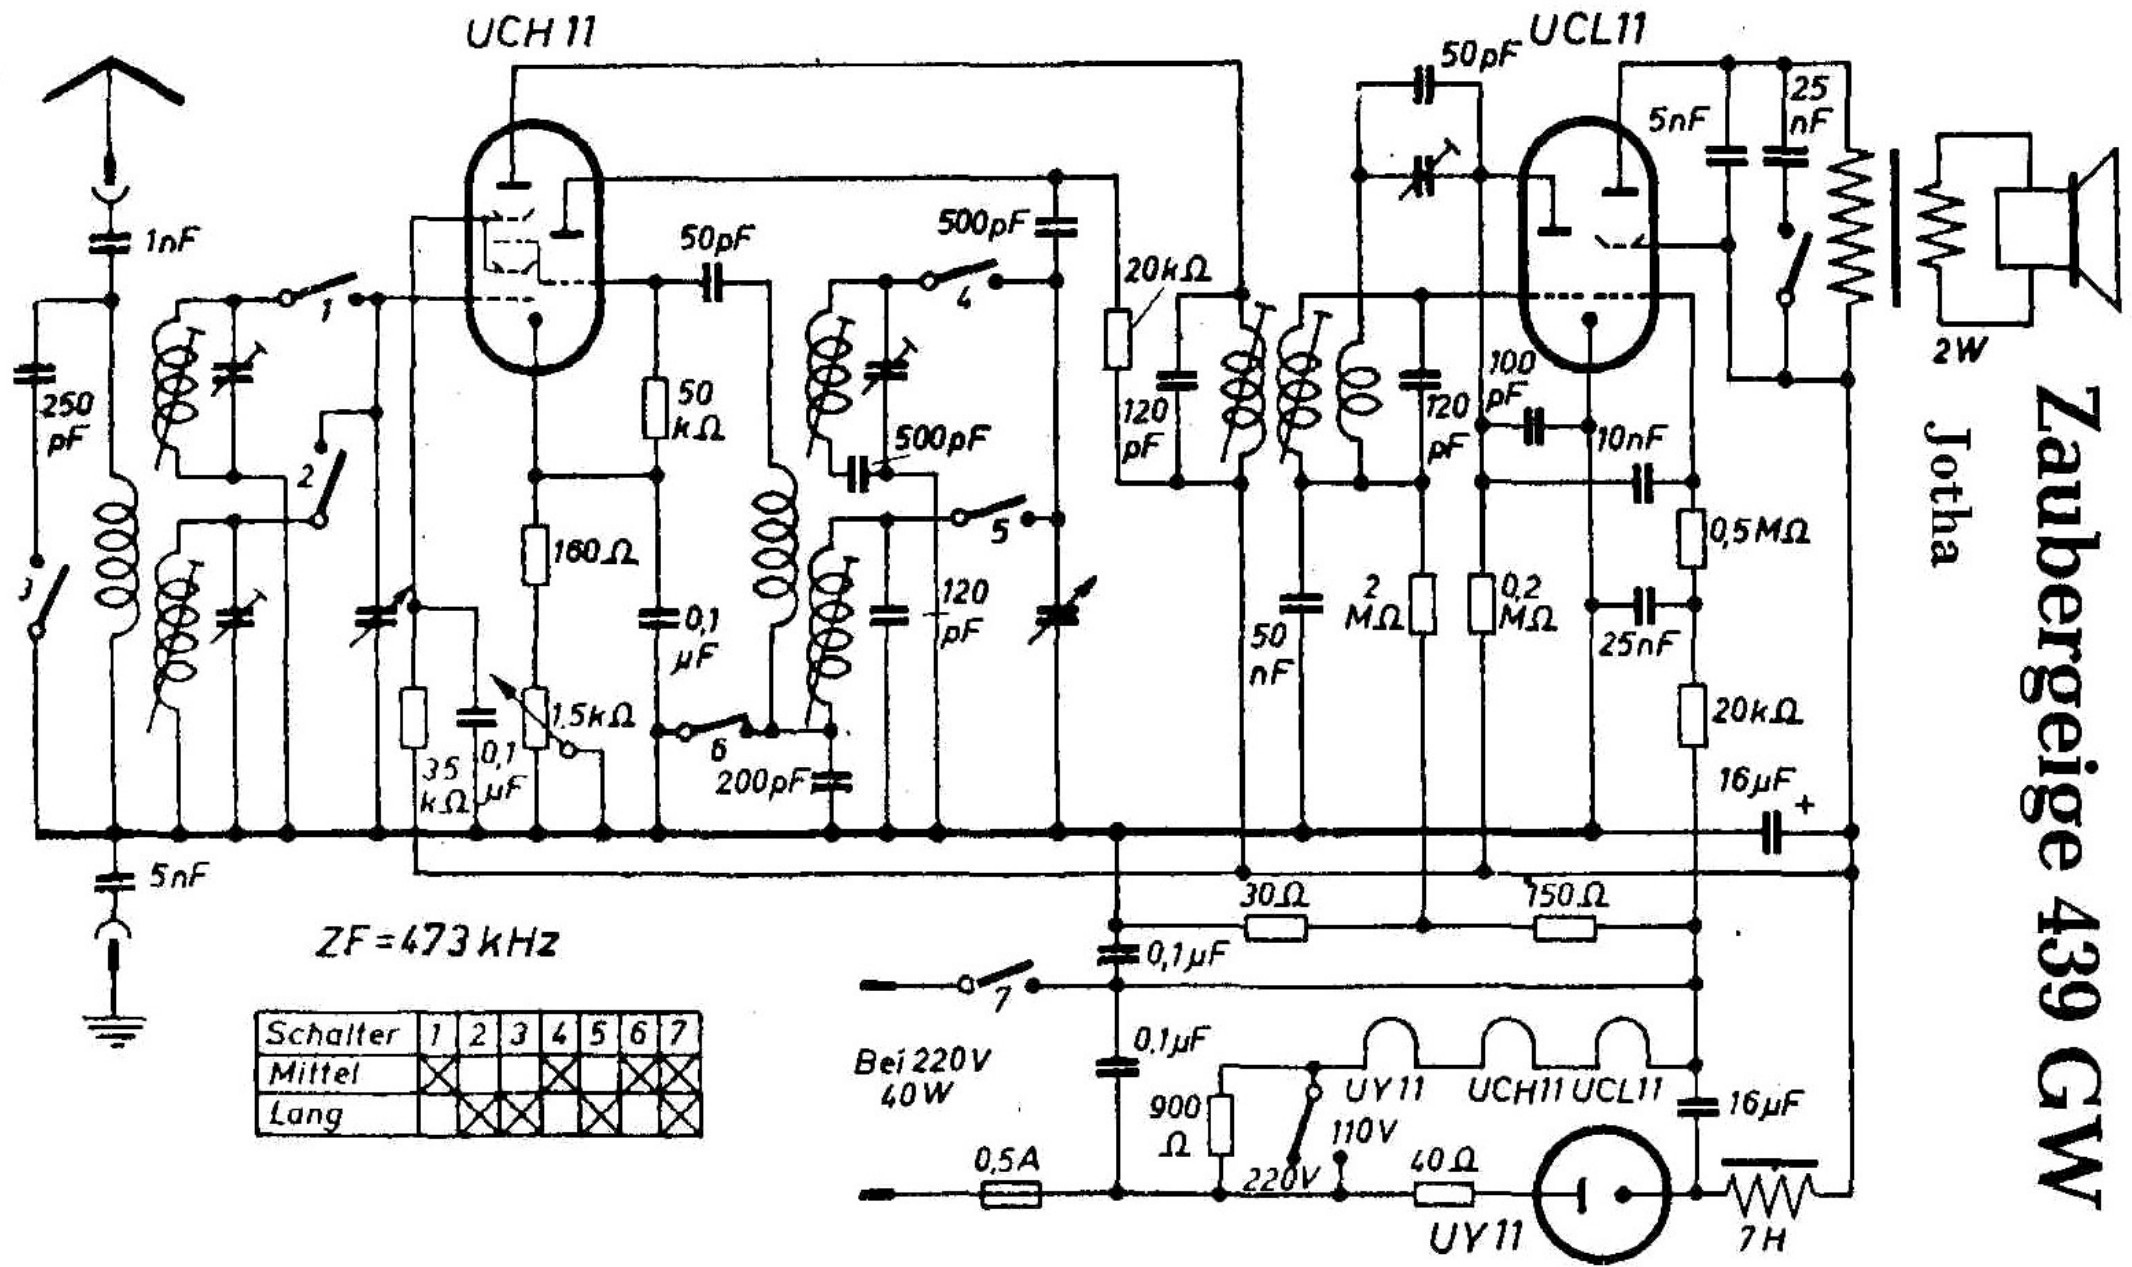 UCH 11
UCL11
50pF
5nF
25 nF
1nF
50pF
500pF
20kΩ
1
4
2W
250 pF
50 kΩ
120 pF
120 pF
100 pF
10nF
500pF
2
5
0,5MΩ
160Ω
3
0,1 µF
120 pF
50 nF
2 MΩ
0,2 MΩ
25nF
1,5kΩ
20kΩ
35 kΩ
0,1 µF
6
200pF
16µF
+
5nF
30Ω
150Ω
ZF=473 kHz
0,1µF
7
Schalter 1 2 3 4 5 6 7
Mittel
Lang
Bei 220V
40W
0,1µF
UY11
UCH11
UCL11
900 Ω
110V
16µF
0,5A
220V
40Ω
UY11
7H
Zaubergeige 439 GW
Jotha